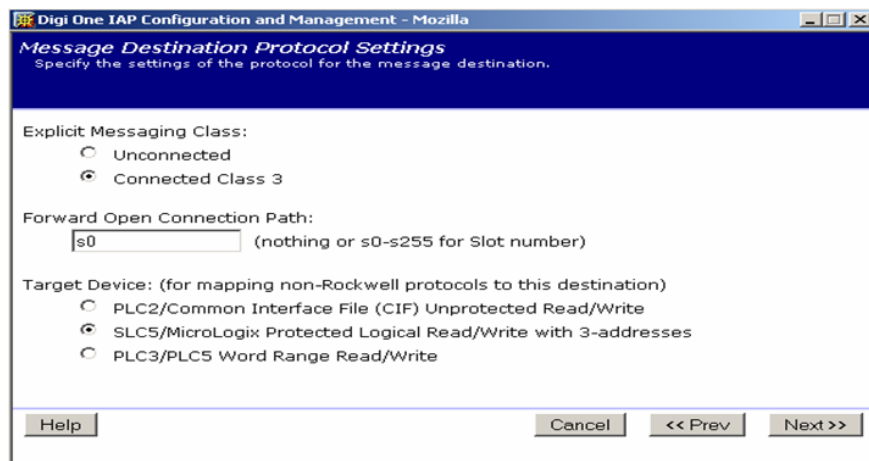 Digi One IAP Configuration and Management - Mozilla
Message Destination Protocol Settings
Specify the settings of the protocol for the message destination.
Explicit Messaging Class:
Unconnected
Connected Class 3
Forward Open Connection Path:
s0 (nothing or s0-s255 for Slot number)
Target Device: (for mapping non-Rockwell protocols to this destination)
PLC2/Common Interface File (CIF) Unprotected Read/Write
SLC5/MicroLogix Protected Logical Read/Write with 3-addresses
PLC3/PLC5 Word Range Read/Write
Help Cancel << Prev Next >>